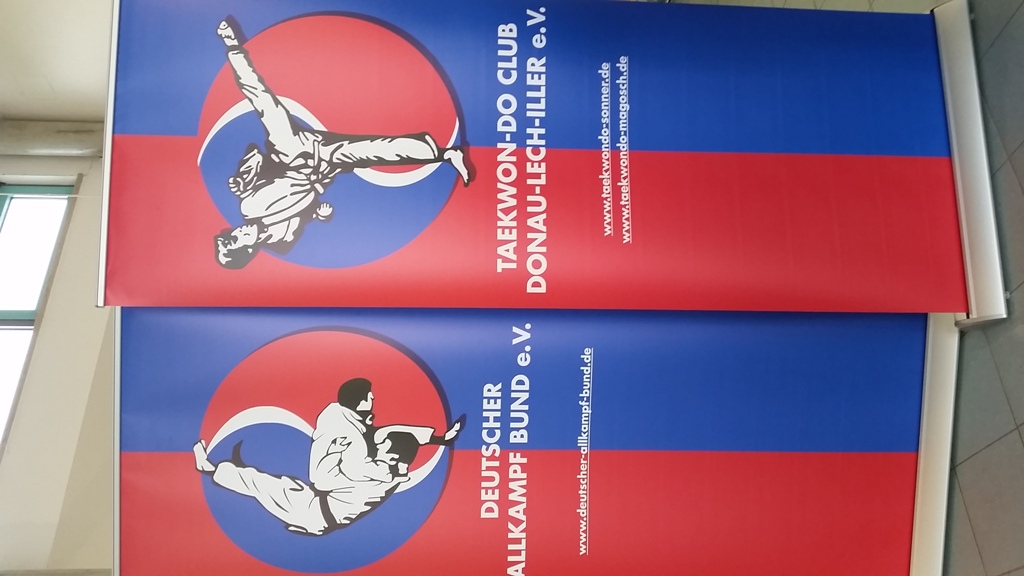 DEUTSCHER
ALLKAMPF BUND e.V.
www.deutscher-allkampf-bund.de
TAEKWON-DO CLUB
DONAU-LECH-ILLER e.V.
www.taekwondo-sonner.de
www.taekwondo-magosch.de